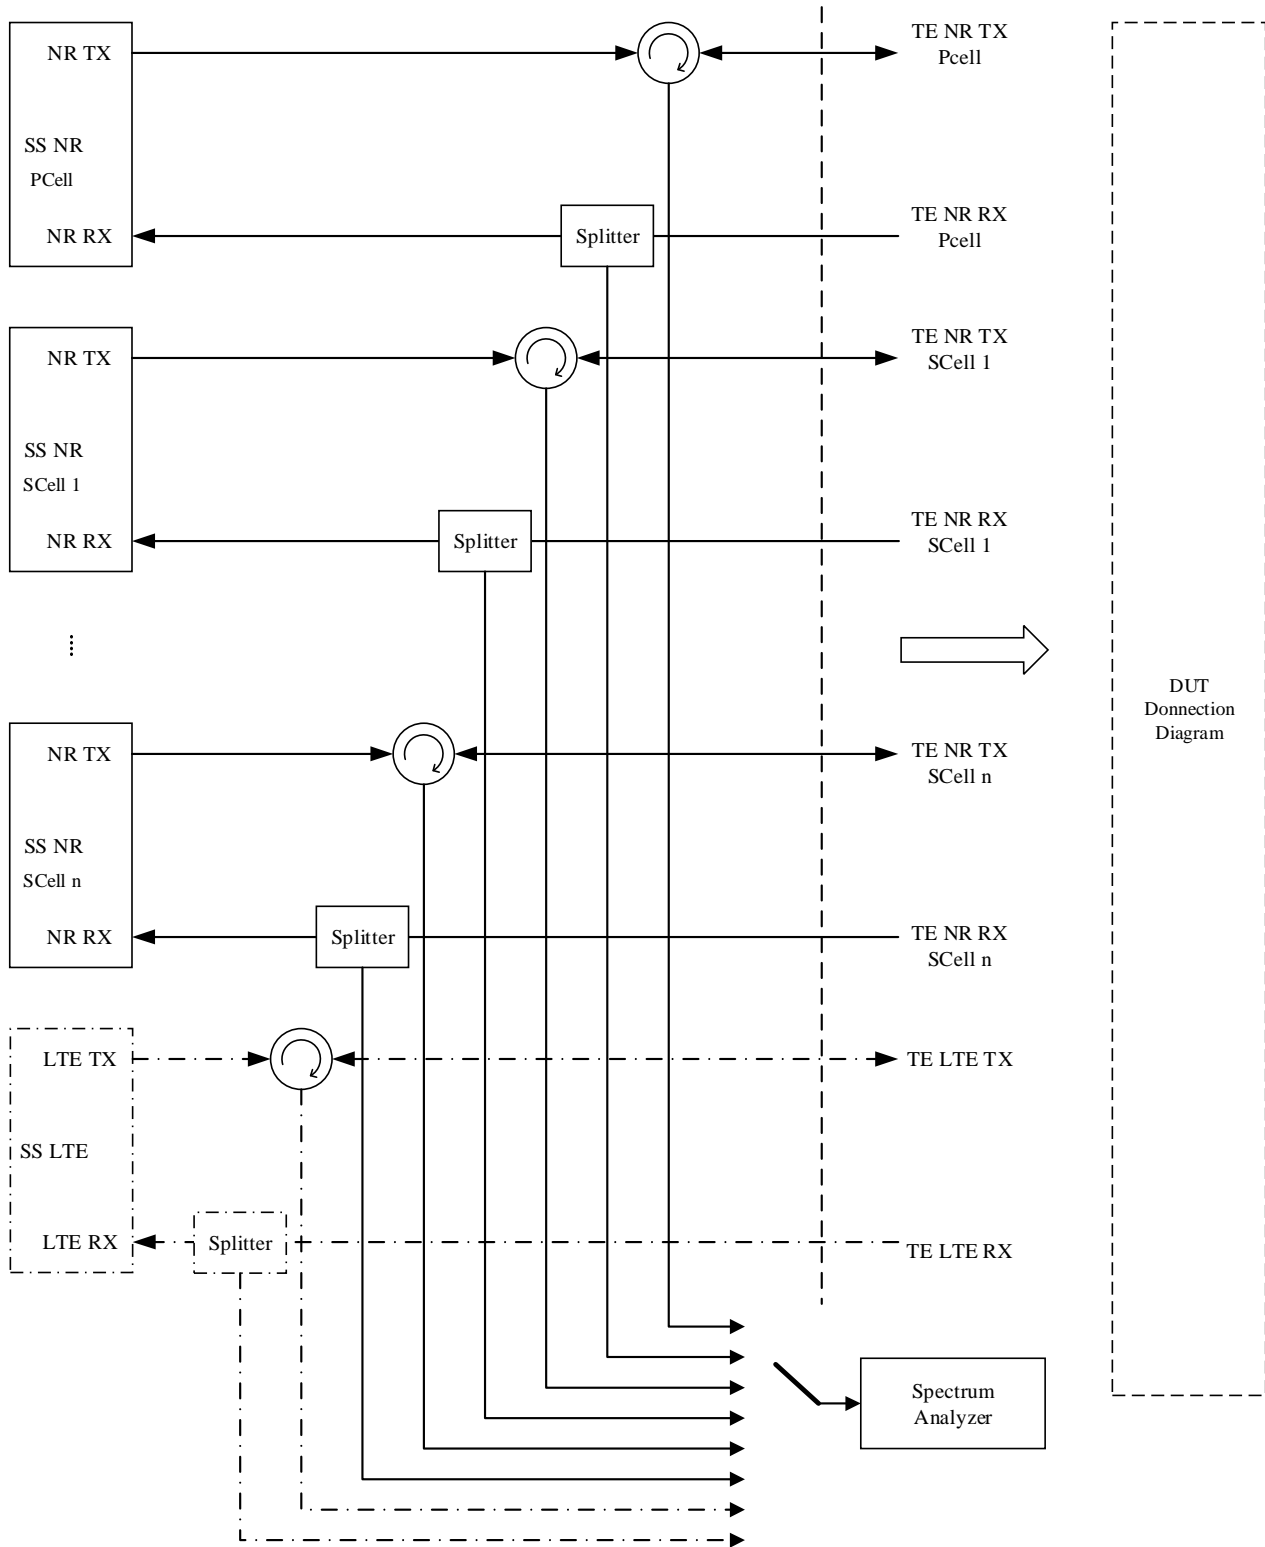 NR TX
SS NR
PCell
NR RX
Splitter
TE NR TX
Pcell
TE NR RX
Pcell
NR TX
SS NR
SCell 1
NR RX
Splitter
TE NR TX
SCell 1
TE NR RX
SCell 1
NR TX
SS NR
SCell n
NR RX
Splitter
TE NR TX
SCell n
TE NR RX
SCell n
LTE TX
SS LTE
LTE RX
Splitter
TE LTE TX
TE LTE RX
Spectrum
Analyzer
DUT
Donnection
Diagram